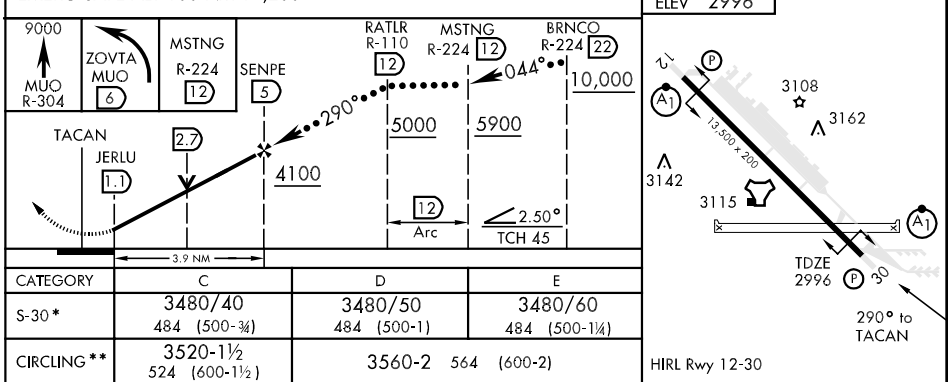 ELEV 2996
9000
MUO
R-304
ZOVTA
MUO
6
MSTNG
R-224
12
SENPE
5
RATLR
R-110
12
MSTNG
R-224 12
BRNCO
R-224 22
044°
10,000
290°
5000
5900
4100
TACAN
JERLU
1.1
2.7
12
Arc
2.50°
TCH 45
3.9 NM
CATEGORY C D E
S-30* 3480/40 3480/50 3480/60
484 (500-¾) 484 (500-1) 484 (500-1¼)
CIRCLING** 3520-1½ 3560-2 564 (600-2)
524 (600-1½)
12
P
A1
3108
3162
13,500 x 200
3142
3115
A1
TDZE
2996
P
30
290° to
TACAN
HIRL Rwy 12-30